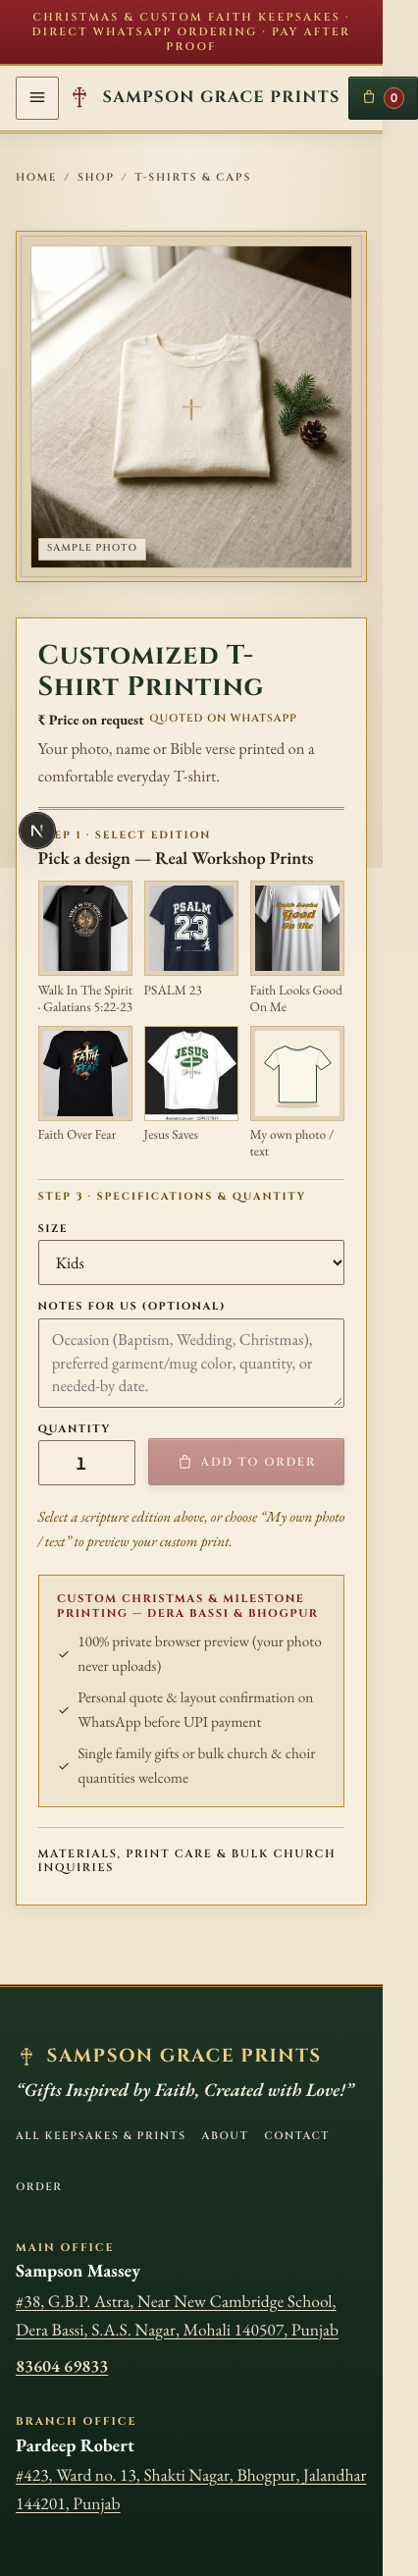 CHRISTMAS & CUSTOM FAITH KEEPSAKES ·
DIRECT WHATSAPP ORDERING · PAY AFTER
PROOF
SAMPSON GRACE PRINTS
0
HOME / SHOP / T-SHIRTS & CAPS
SAMPLE PHOTO
Customized T-
Shirt Printing
₹ Price on request QUOTED ON WHATSAPP
Your photo, name or Bible verse printed on a
comfortable everyday T-shirt.
N
EP 1 · SELECT EDITION
Pick a design — Real Workshop Prints
WALK IN THE SPIRIT
PSALM
23
Faith Looks
Good
On Me
Walk In The Spirit
· Galatians 5:22-23
PSALM 23
Faith Looks Good
On Me
FAITH
FEAR
JESUS
Faith Over Fear
Jesus Saves
My own photo /
text
STEP 3 · SPECIFICATIONS & QUANTITY
SIZE
Kids
NOTES FOR US (OPTIONAL)
Occasion (Baptism, Wedding, Christmas),
preferred garment/mug color, quantity, or
needed-by date.
QUANTITY
1
ADD TO ORDER
Select a scripture edition above, or choose “My own photo
/ text” to preview your custom print.
CUSTOM CHRISTMAS & MILESTONE
PRINTING — DERA BASSI & BHOGPUR
100% private browser preview (your photo
never uploads)
Personal quote & layout confirmation on
WhatsApp before UPI payment
Single family gifts or bulk church & choir
quantities welcome
MATERIALS, PRINT CARE & BULK CHURCH
INQUIRIES
SAMPSON GRACE PRINTS
“Gifts Inspired by Faith, Created with Love!”
ALL KEEPSAKES & PRINTS ABOUT CONTACT
ORDER
MAIN OFFICE
Sampson Massey
#38, G.B.P. Astra, Near New Cambridge School,
Dera Bassi, S.A.S. Nagar, Mohali 140507, Punjab
83604 69833
BRANCH OFFICE
Pardeep Robert
#423, Ward no. 13, Shakti Nagar, Bhogpur, Jalandhar
144201, Punjab